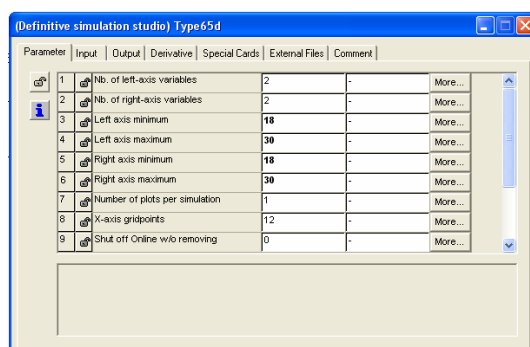 (Definitive simulation studio) Type65d
Parameter Input Output Derivative Special Cards External Files Comment
1 Nb. of left-axis variables 2 - More...
2 Nb. of right-axis variables 2 - More...
3 Left axis minimum 18 - More...
4 Left axis maximum 30 - More...
5 Right axis minimum 18 - More...
6 Right axis maximum 30 - More...
7 Number of plots per simulation 1 - More...
8 X-axis gridpoints 12 - More...
9 Shut off Online w/o removing 0 - More...